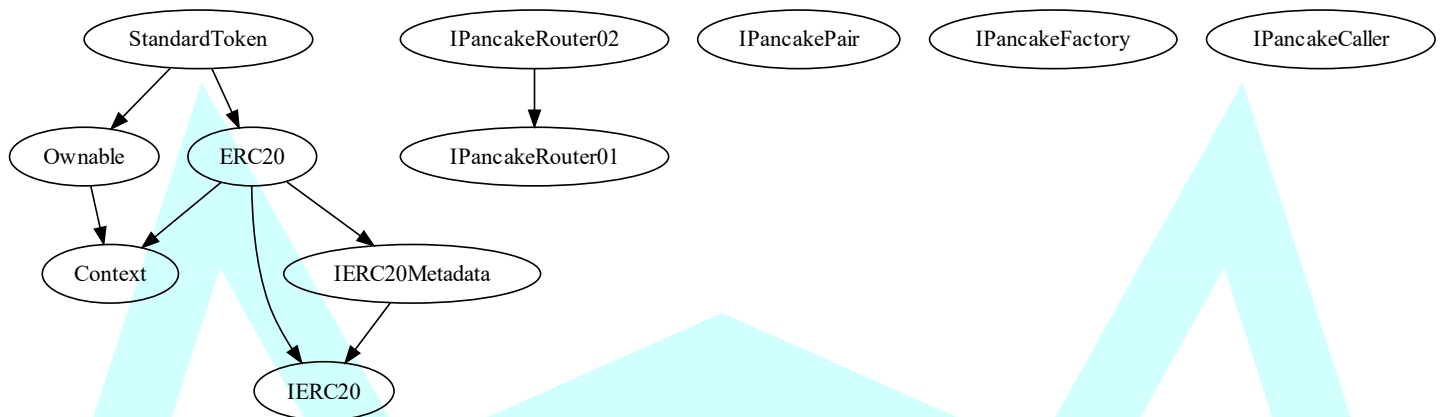 StandardToken
IPancakeRouter02
IPancakePair
IPancakeFactory
IPancakeCaller
Ownable
ERC20
IPancakeRouter01
Context
IERC20Metadata
IERC20